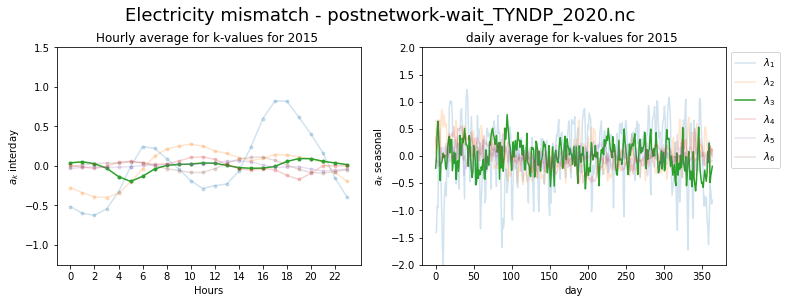 Electricity mismatch - postnetwork-wait_TYNDP_2020.nc
Hourly average for k-values for 2015
1.5
1.0
0.5
0.0
−0.5
−1.0
a_k interday
0 2 4 6 8 10 12 14 16 18 20 22
Hours
daily average for k-values for 2015
2.0
1.5
1.0
0.5
0.0
−0.5
−1.0
−1.5
−2.0
a_k seasonal
0 50 100 150 200 250 300 350
day
λ₁
λ₂
λ₃
λ₄
λ₅
λ₆